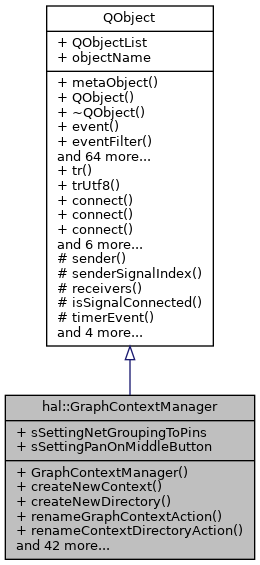 QObject
+ QObjectList
+ objectName
+ metaObject()
+ QObject()
+ ~QObject()
+ event()
+ eventFilter()
and 64 more...
+ tr()
+ trUtf8()
+ connect()
+ connect()
+ connect()
and 6 more...
# sender()
# senderSignalIndex()
# receivers()
# isSignalConnected()
# timerEvent()
and 4 more...
hal::GraphContextManager
+ sSettingNetGroupingToPins
+ sSettingPanOnMiddleButton
+ GraphContextManager()
+ createNewContext()
+ createNewDirectory()
+ renameGraphContextAction()
+ renameContextDirectoryAction()
and 42 more...